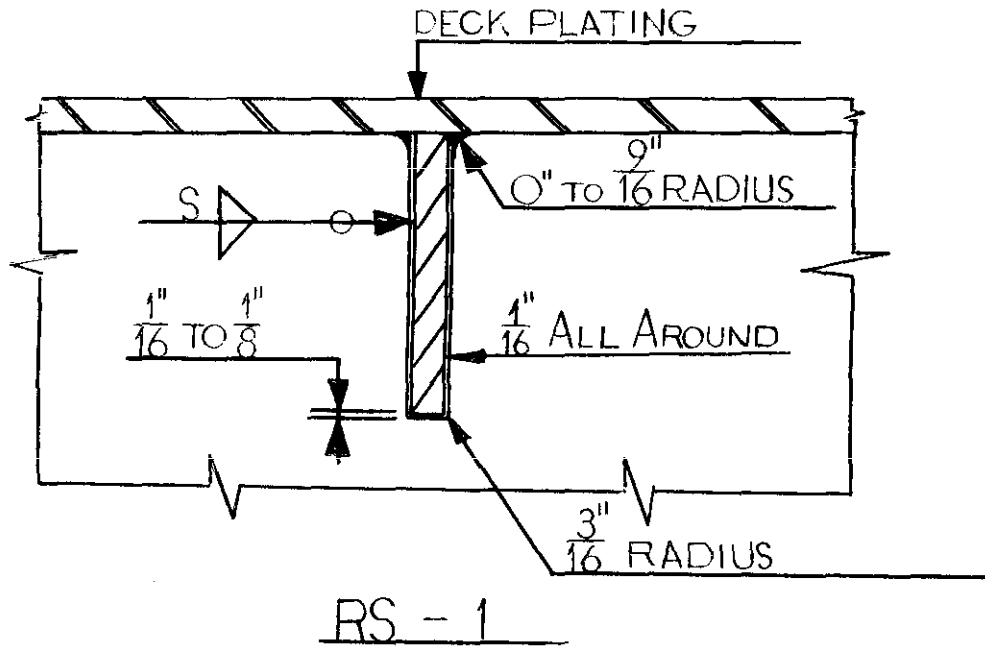 DECK PLATING
0" TO 9/16" RADIUS
S
1/16" TO 1/8"
1/16" ALL AROUND
3/16" RADIUS
RS - 1